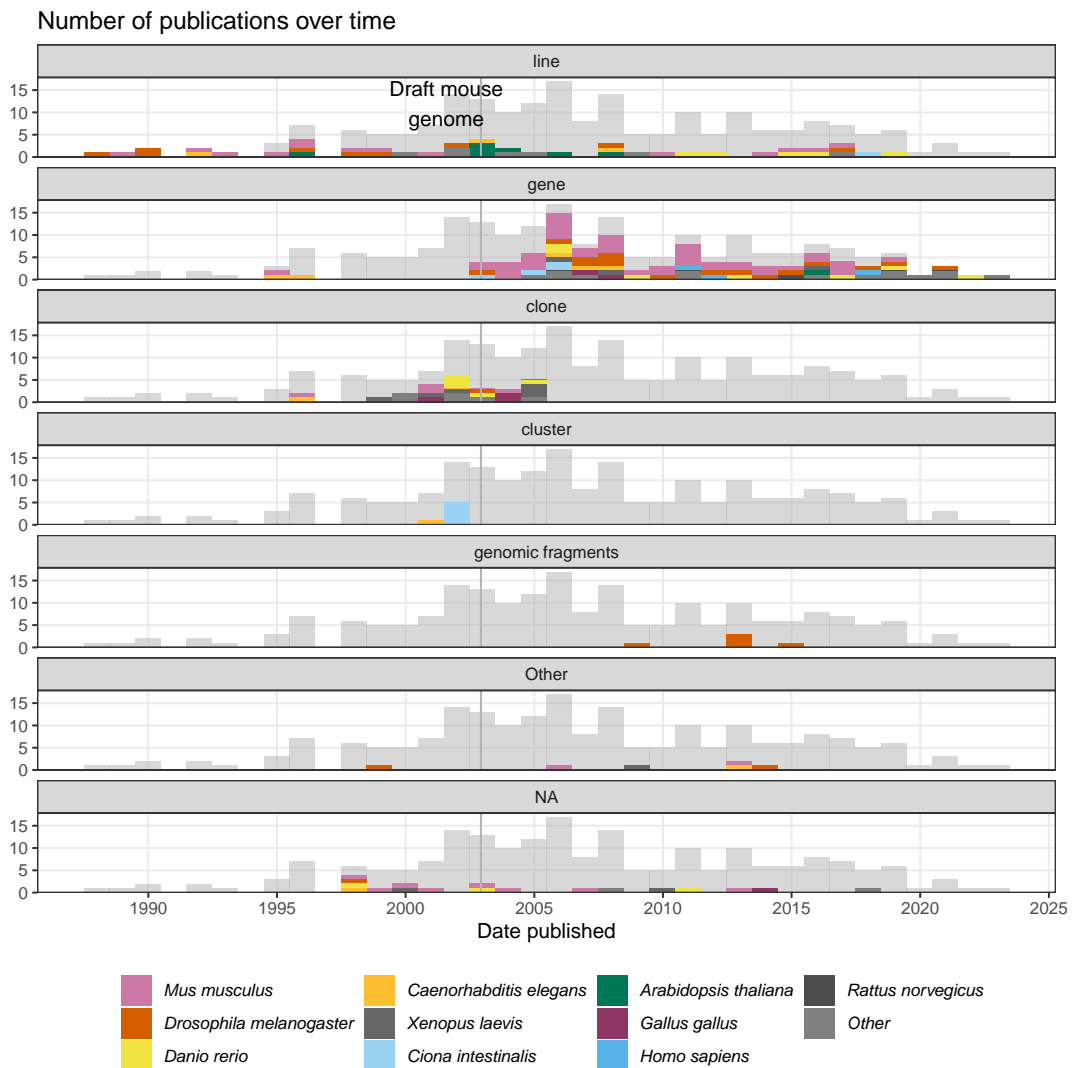 Number of publications over time
line
15
10
5
0
Draft mouse
genome
gene
15
10
5
0
clone
15
10
5
0
cluster
15
10
5
0
genomic fragments
15
10
5
0
Other
15
10
5
0
NA
15
10
5
0
1990 1995 2000 2005 2010 2015 2020 2025
Date published
Mus musculus Caenorhabditis elegans Arabidopsis thaliana Rattus norvegicus
Drosophila melanogaster Xenopus laevis Gallus gallus Other
Danio rerio Ciona intestinalis Homo sapiens